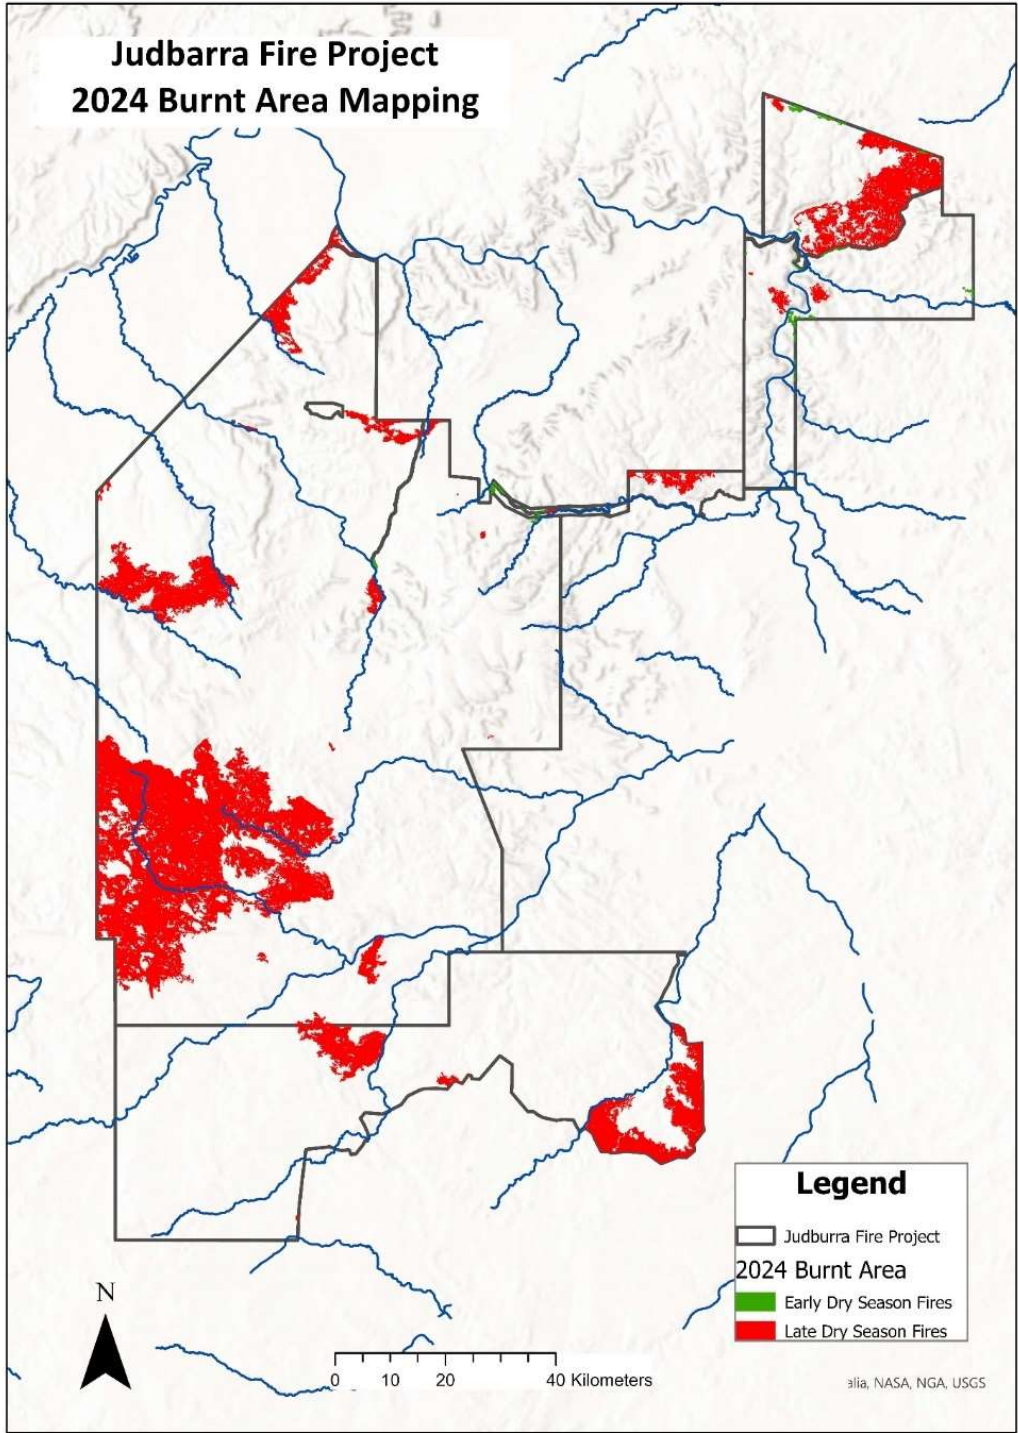 Judbarra Fire Project
2024 Burnt Area Mapping
Legend
Judburra Fire Project
2024 Burnt Area
Early Dry Season Fires
Late Dry Season Fires
N
0 10 20 40 Kilometers
alia, NASA, NGA, USGS